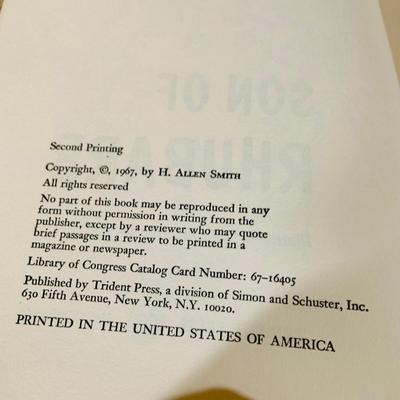 SON OF
RHUBARB
Second Printing
Copyright, ©, 1967, by H. ALLEN SMITH
All rights reserved
No part of this book may be reproduced in any
form without permission in writing from the
publisher, except by a reviewer who may quote
brief passages in a review to be printed in a
magazine or newspaper.
Library of Congress Catalog Card Number: 67-16405
Published by Trident Press, a division of Simon and Schuster, Inc.
630 Fifth Avenue, New York, N.Y. 10020.
PRINTED IN THE UNITED STATES OF AMERICA